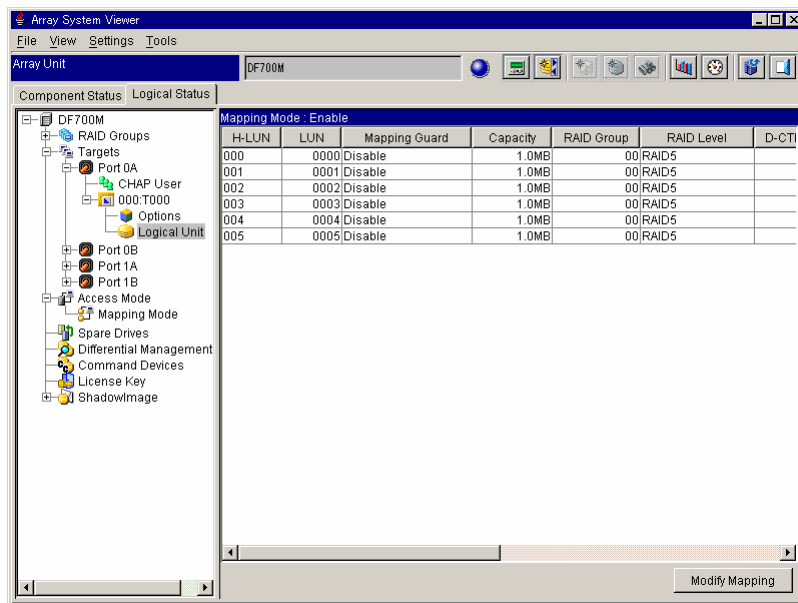 Array System Viewer
File View Settings Tools
Array Unit DF700M
Component Status Logical Status
DF700M
RAID Groups
Targets
Port 0A
CHAP User
000:T000
Options
Logical Unit
Port 0B
Port 1A
Port 1B
Access Mode
Mapping Mode
Spare Drives
Differential Management
Command Devices
License Key
ShadowImage
Mapping Mode : Enable
H-LUN LUN Mapping Guard Capacity RAID Group RAID Level
000 0000 Disable 1.0MB 00 RAID5
001 0001 Disable 1.0MB 00 RAID5
002 0002 Disable 1.0MB 00 RAID5
003 0003 Disable 1.0MB 00 RAID5
004 0004 Disable 1.0MB 00 RAID5
005 0005 Disable 1.0MB 00 RAID5
Modify Mapping